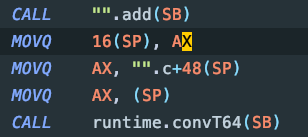 CALL "".add(SB)
MOVQ 16(SP), AX
MOVQ AX, "".c+48(SP)
MOVQ AX, (SP)
CALL runtime.convT64(SB)